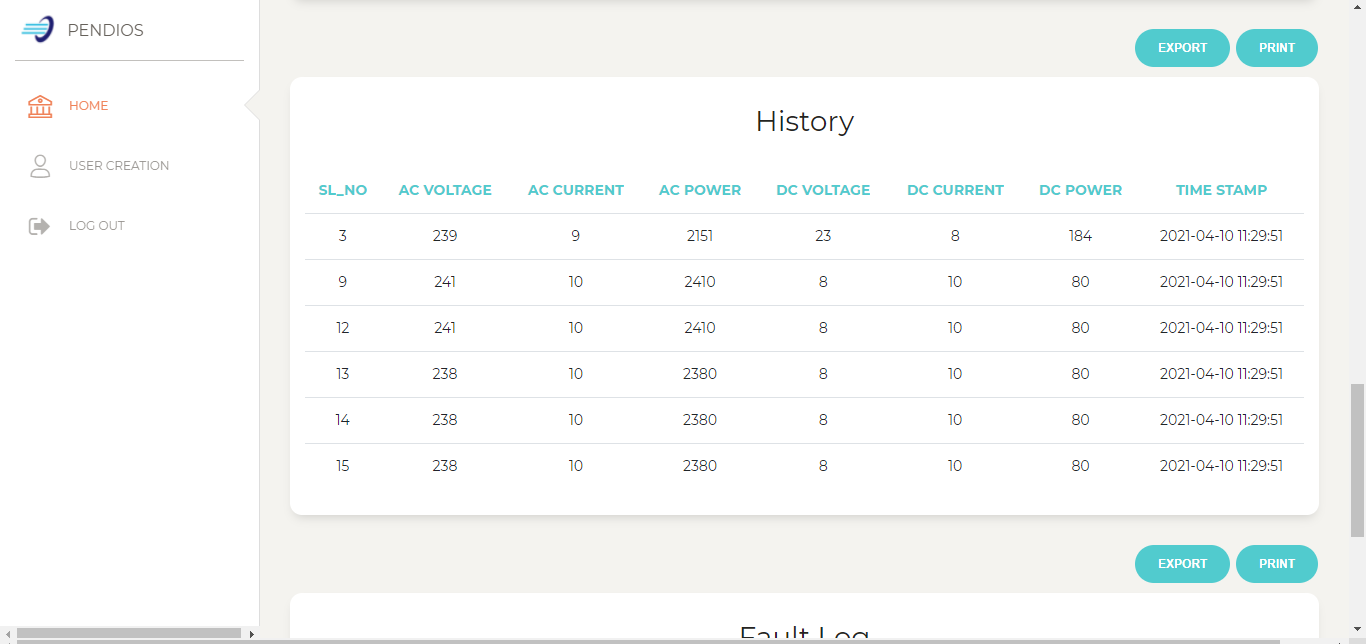 PENDIOS
HOME
USER CREATION
LOG OUT
EXPORT PRINT
History
SL_NO AC VOLTAGE AC CURRENT AC POWER DC VOLTAGE DC CURRENT DC POWER TIME STAMP
3 239 9 2151 23 8 184 2021-04-10 11:29:51
9 241 10 2410 8 10 80 2021-04-10 11:29:51
12 241 10 2410 8 10 80 2021-04-10 11:29:51
13 238 10 2380 8 10 80 2021-04-10 11:29:51
14 238 10 2380 8 10 80 2021-04-10 11:29:51
15 238 10 2380 8 10 80 2021-04-10 11:29:51
EXPORT PRINT
Fault Log